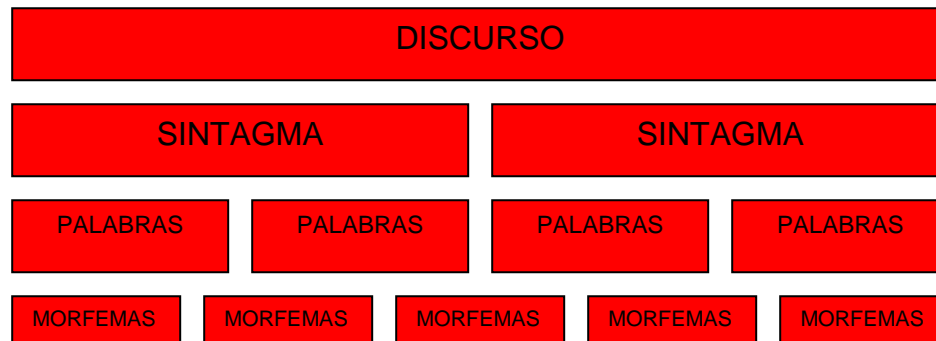 DISCURSO
SINTAGMA SINTAGMA
PALABRAS PALABRAS PALABRAS PALABRAS
MORFEMAS MORFEMAS MORFEMAS MORFEMAS MORFEMAS